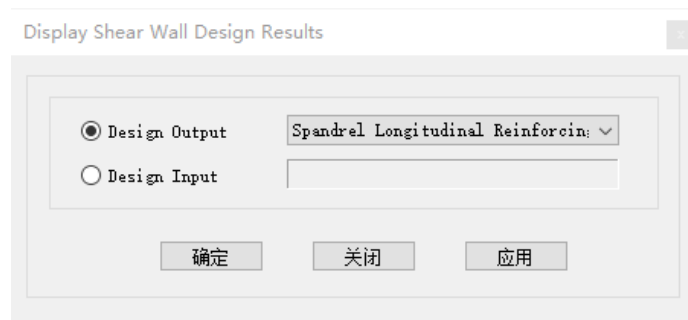 Display Shear Wall Design Results
Design Output
Spandrel Longitudinal Reinforcin
Design Input
确定
关闭
应用